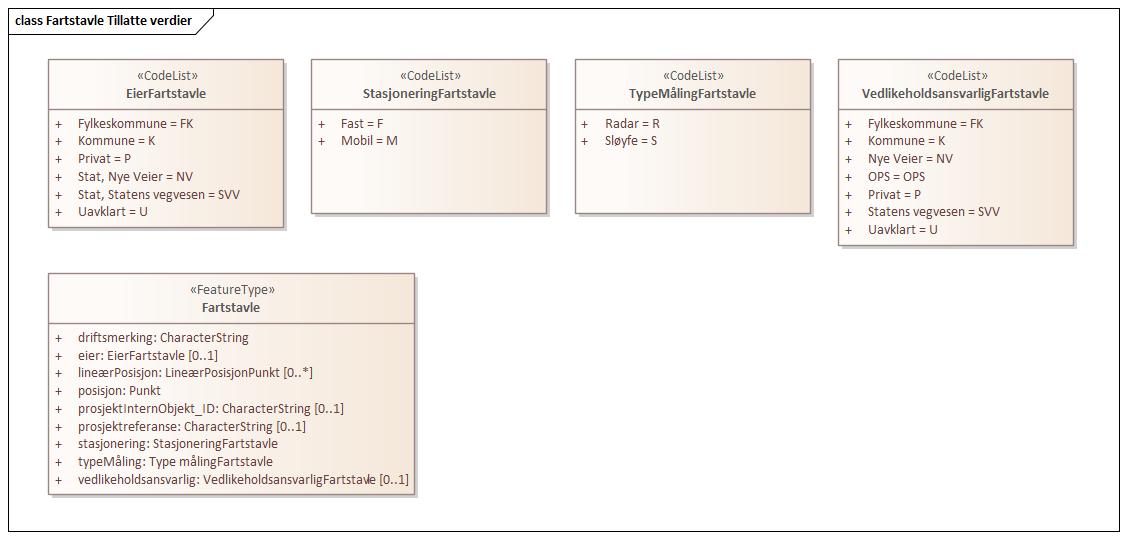 class Fartstavle Tillatte verdier
«CodeList»
EierFartstavle
+ Fylkeskommune = FK
+ Kommune = K
+ Privat = P
+ Stat, Nye Veier = NV
+ Stat, Statens vegvesen = SVV
+ Uavklart = U
«CodeList»
StasjoneringFartstavle
+ Fast = F
+ Mobil = M
«CodeList»
TypeMålingFartstavle
+ Radar = R
+ Sløyfe = S
«CodeList»
VedlikeholdsansvarligFartstavle
+ Fylkeskommune = FK
+ Kommune = K
+ Nye Veier = NV
+ OPS = OPS
+ Privat = P
+ Statens vegvesen = SVV
+ Uavklart = U
«FeatureType»
Fartstavle
+ driftsmerking: CharacterString
+ eier: EierFartstavle [0..1]
+ lineærPosisjon: LineærPosisjonPunkt [0..*]
+ posisjon: Punkt
+ prosjektInternObjekt_ID: CharacterString [0..1]
+ prosjektreferanse: CharacterString [0..1]
+ stasjonering: StasjoneringFartstavle
+ typeMåling: Type målingFartstavle
+ vedlikeholdsansvarlig: VedlikeholdsansvarligFartstavle [0..1]